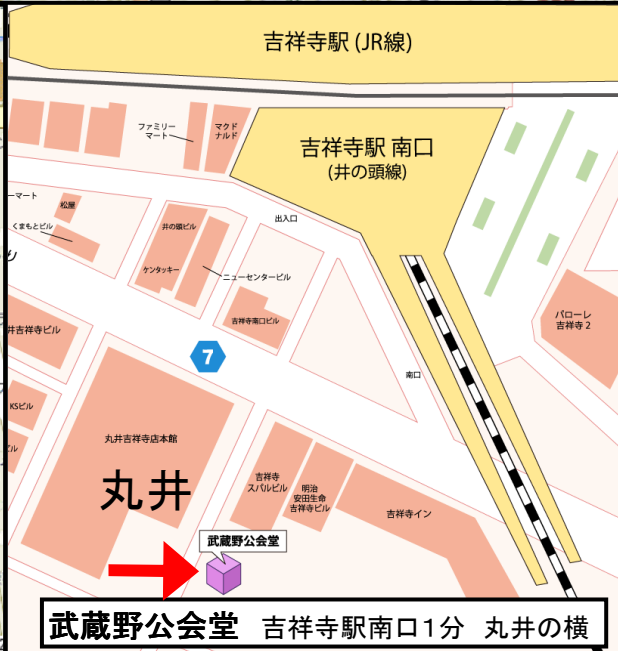 吉祥寺駅 (JR線)
ファミリー
マート
マクド
ナルド
吉祥寺駅 南口
(井の頭線)
ーマート
松屋
くまもとビル
井の頭ビル
出入口
ケンタッキー
ニューセンタービル
吉祥寺南口ビル
パローレ
吉祥寺 2
り
井吉祥寺ビル
7
南口
KSビル
ビル
丸井吉祥寺店本館
丸井
吉祥寺
スバルビル
明治
安田生命
吉祥寺ビル
吉祥寺イン
武蔵野公会堂
武蔵野公会堂 吉祥寺駅南口1分 丸井の横